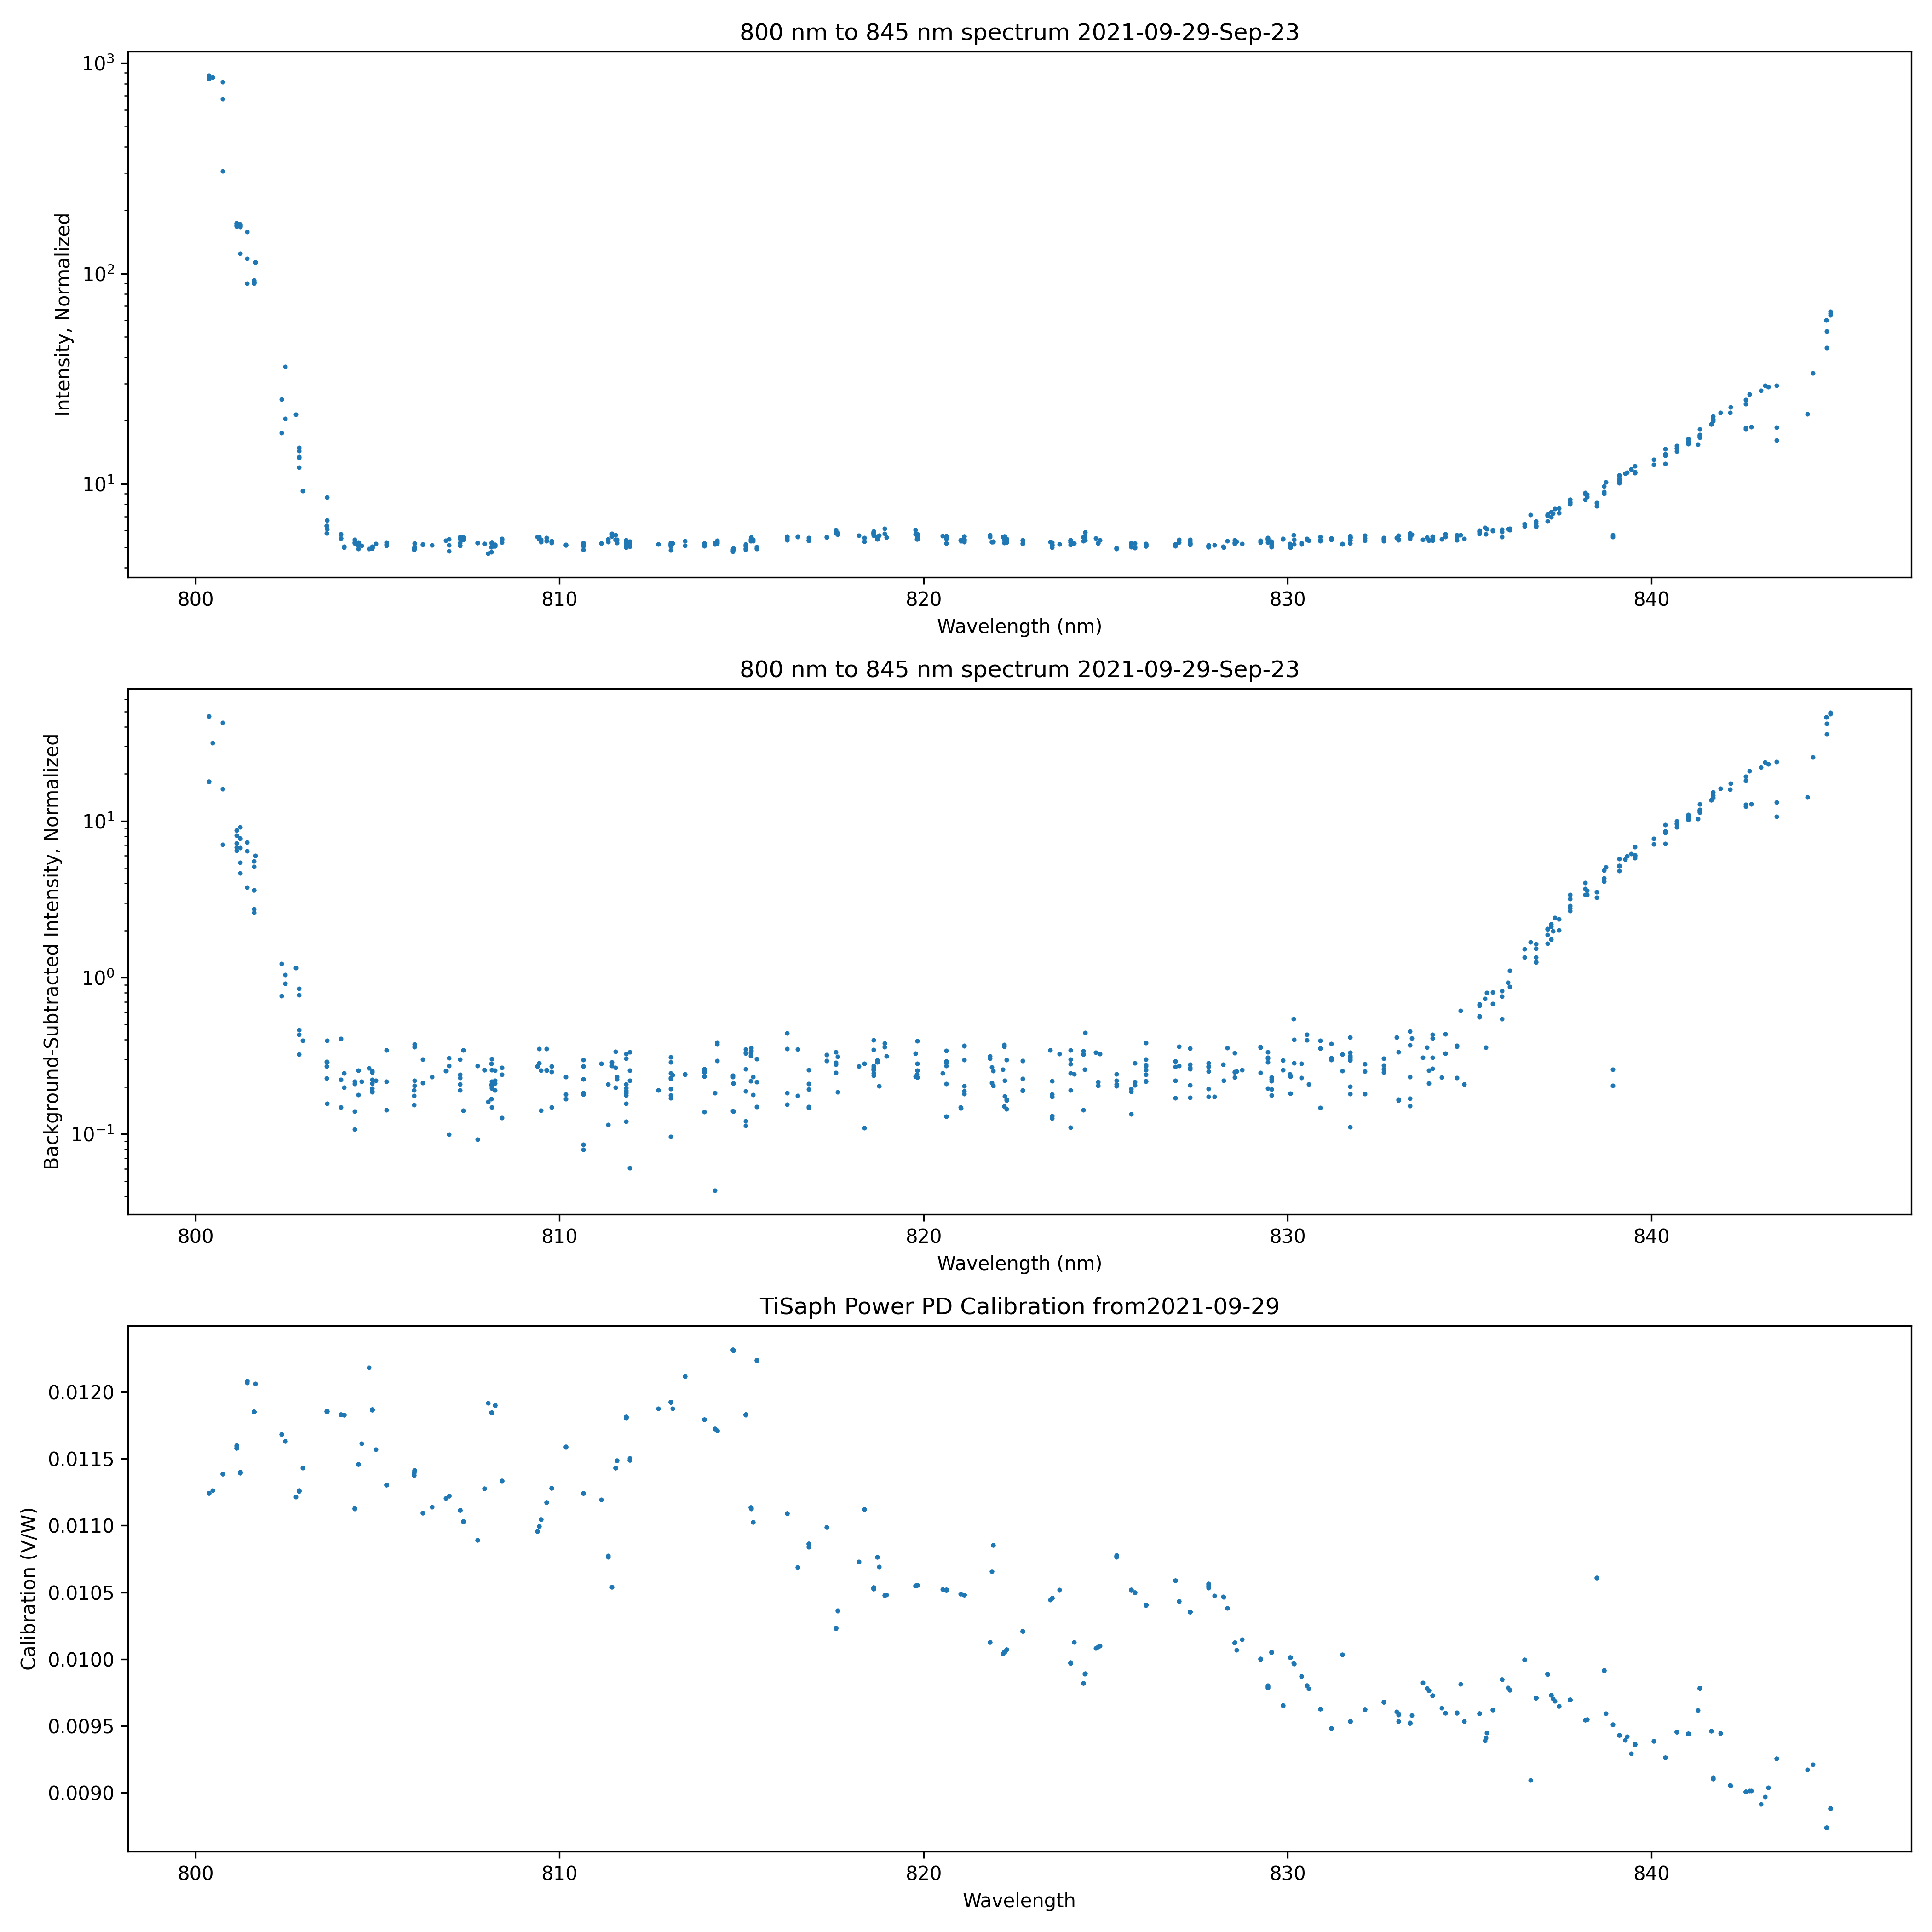 800 nm to 845 nm spectrum 2021-09-29-Sep-23
Intensity, Normalized
10³
10²
10¹
800 810 820 830 840
Wavelength (nm)
800 nm to 845 nm spectrum 2021-09-29-Sep-23
Background-Subtracted Intensity, Normalized
10¹
10⁰
10⁻¹
800 810 820 830 840
Wavelength (nm)
TiSaph Power PD Calibration from2021-09-29
Calibration (V/W)
0.0120
0.0115
0.0110
0.0105
0.0100
0.0095
0.0090
800 810 820 830 840
Wavelength